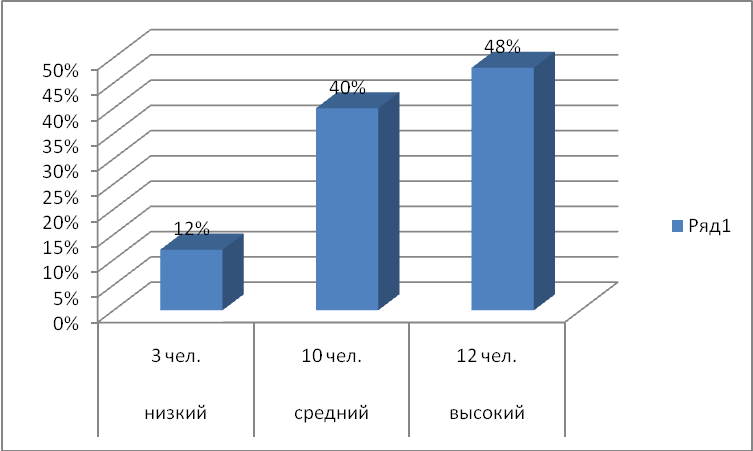 50%
45%
40%
35%
30%
25%
20%
15%
10%
5%
0%
12%
40%
48%
3 чел.
10 чел.
12 чел.
низкий
средний
высокий
Ряд1